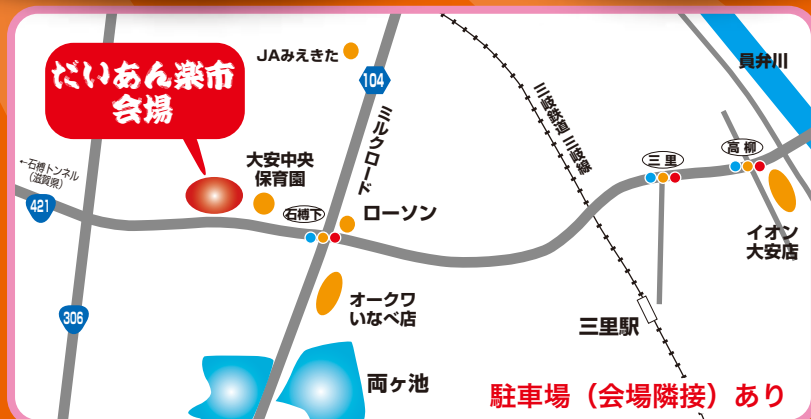 だいあん楽市
会場
JAみえきた
104
ミルクロード
三岐鉄道 三岐線
員弁川
←石榑トンネル
(滋賀県)
421
大安中央
保育園
石榑下
ローソン
三里
高柳
イオン
大安店
306
オークワ
いなべ店
三里駅
両ヶ池
駐車場（会場隣接）あり